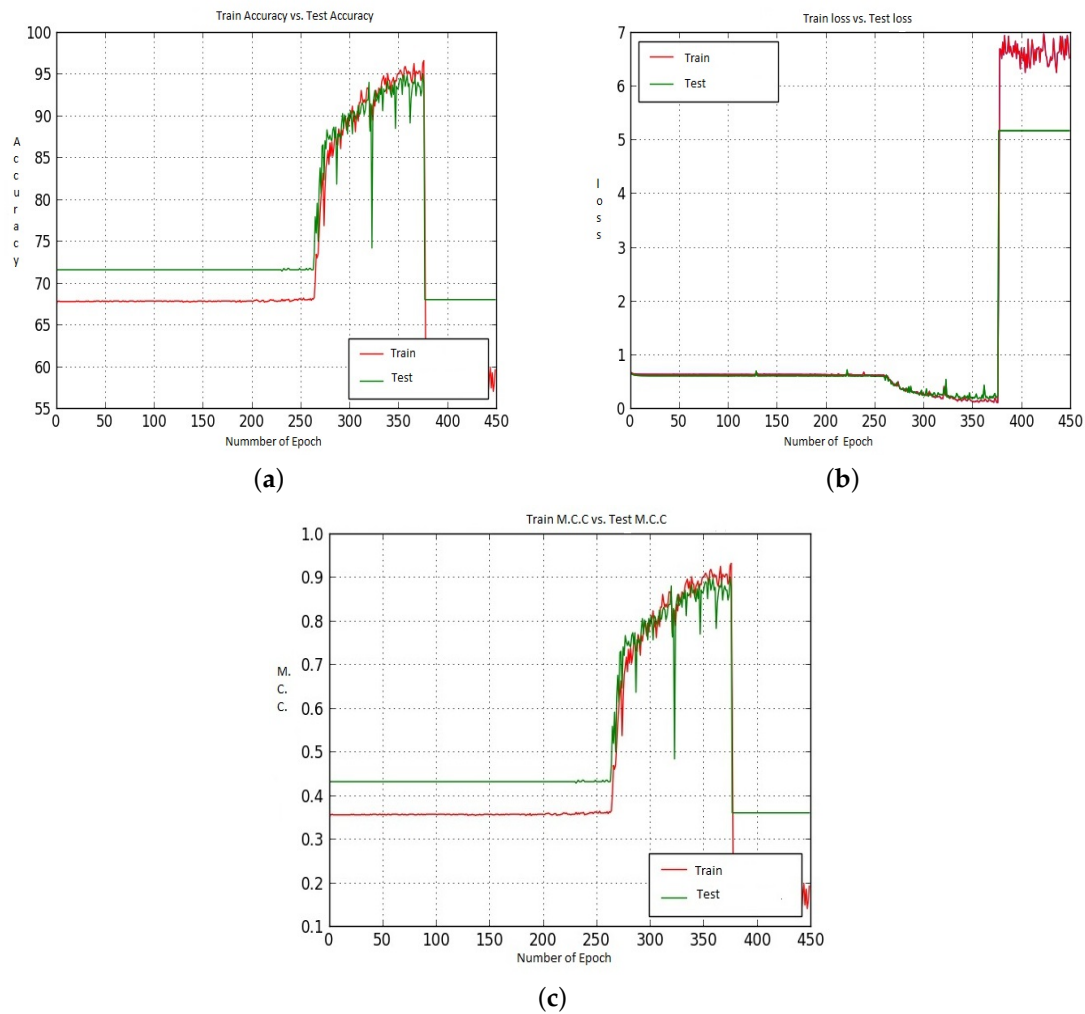 Train Accuracy vs. Test Accuracy
100
95
90
85
80
75
70
65
60
55
Accuracy
Train
Test
0 50 100 150 200 250 300 350 400 450
Nummber of Epoch
(a)
Train loss vs. Test loss
7
6
5
4
3
2
1
0
loss
Train
Test
0 50 100 150 200 250 300 350 400 450
Number of Epoch
(b)
Train M.C.C vs. Test M.C.C
1.0
0.9
0.8
0.7
0.6
0.5
0.4
0.3
0.2
0.1
M.
C.
C.
Train
Test
0 50 100 150 200 250 300 350 400 450
Number of Epoch
(c)